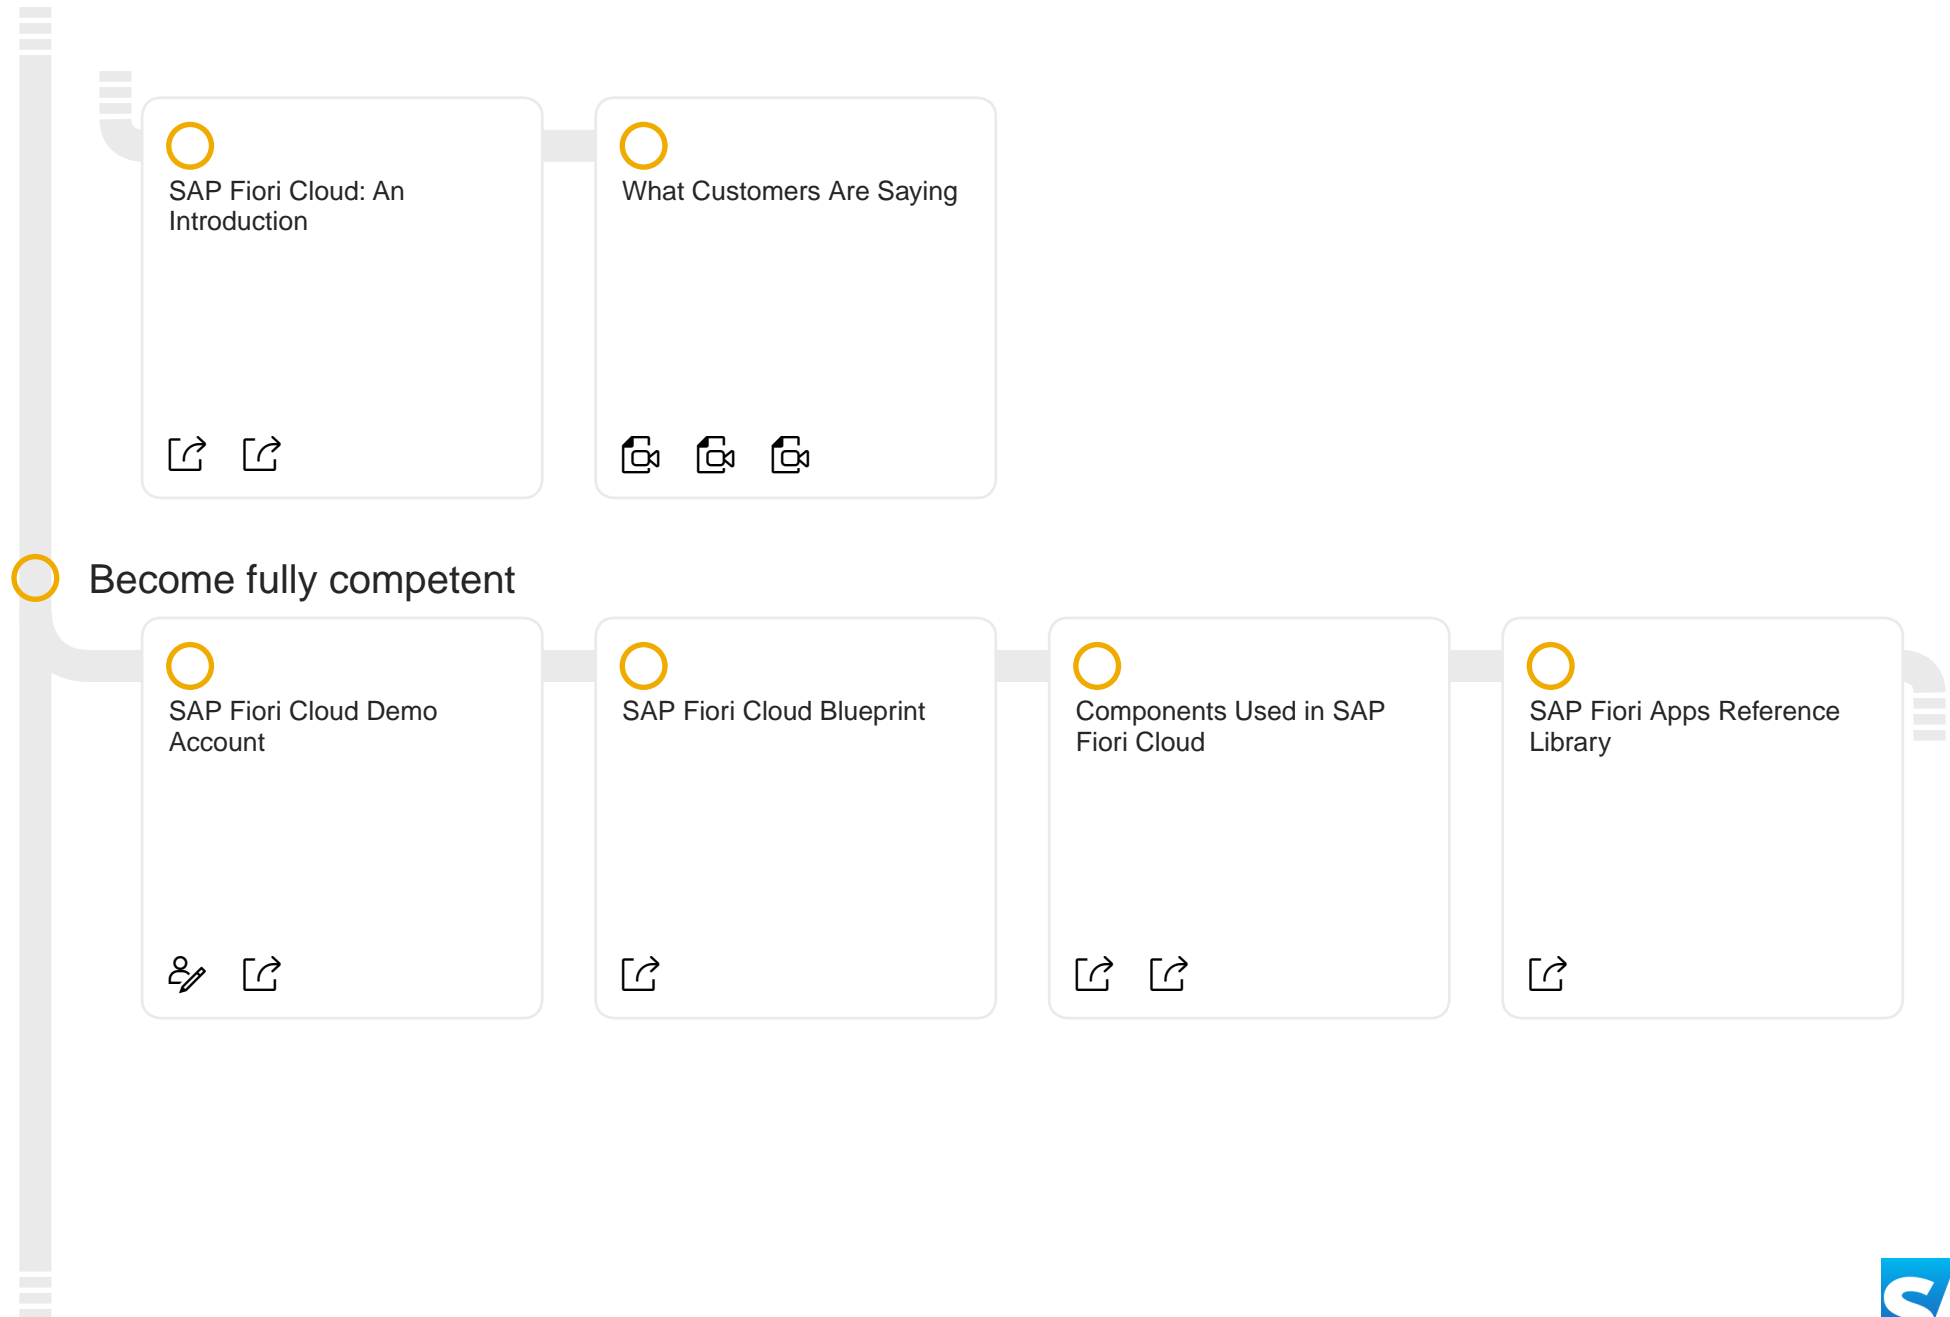 SAP Fiori Cloud: An
Introduction
What Customers Are Saying
Become fully competent
SAP Fiori Cloud Demo
Account
SAP Fiori Cloud Blueprint
Components Used in SAP
Fiori Cloud
SAP Fiori Apps Reference
Library